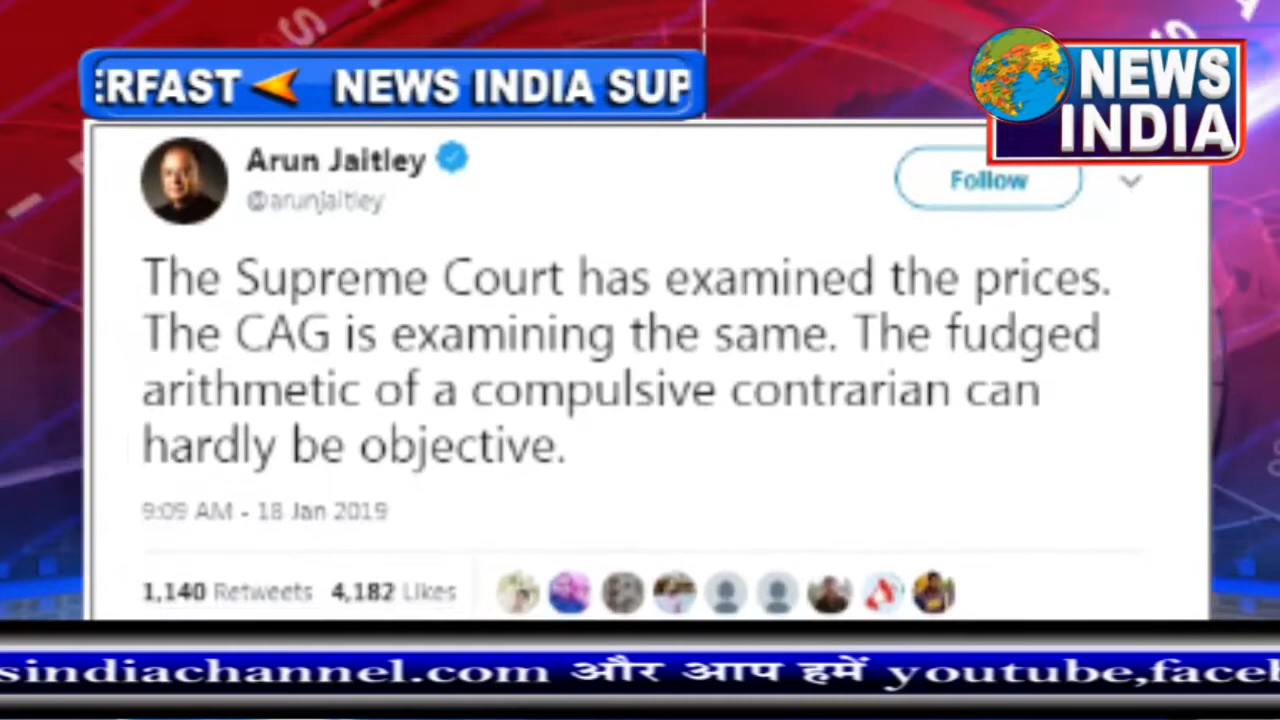 ERFAST NEWS INDIA SUP
NEWS
INDIA
Arun Jaitley
@arunjaitley
Follow
The Supreme Court has examined the prices.
The CAG is examining the same. The fudged
arithmetic of a compulsive contrarian can
hardly be objective.
9:09 AM - 18 Jan 2019
1,140 Retweets 4,182 Likes
sindiachannel.com और आप हमें youtube,faceb